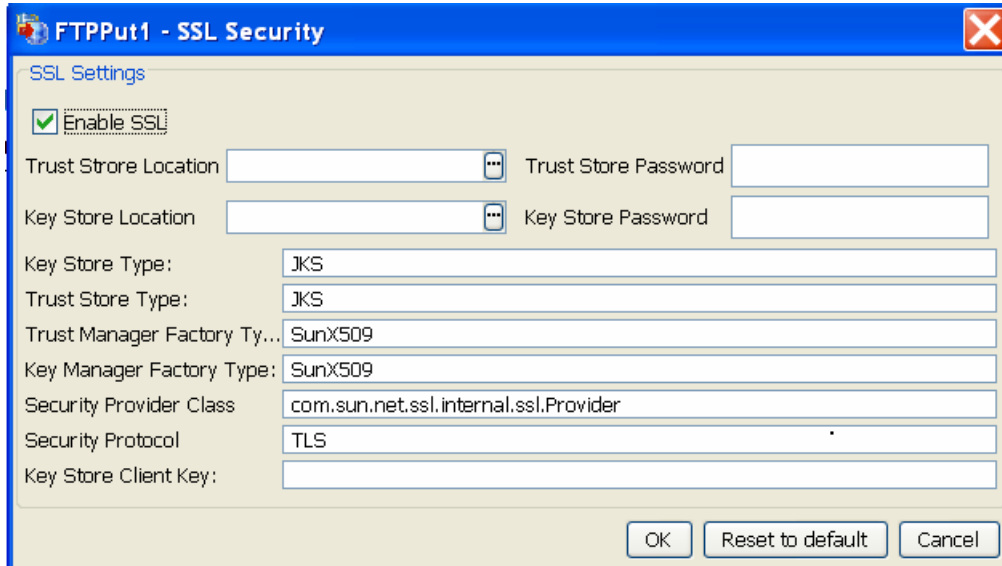 FTPPut1 - SSL Security
SSL Settings
Enable SSL
Trust Strore Location
Trust Store Password
Key Store Location
Key Store Password
Key Store Type: JKS
Trust Store Type: JKS
Trust Manager Factory Ty... SunX509
Key Manager Factory Type: SunX509
Security Provider Class com.sun.net.ssl.internal.ssl.Provider
Security Protocol TLS
Key Store Client Key:
OK Reset to default Cancel